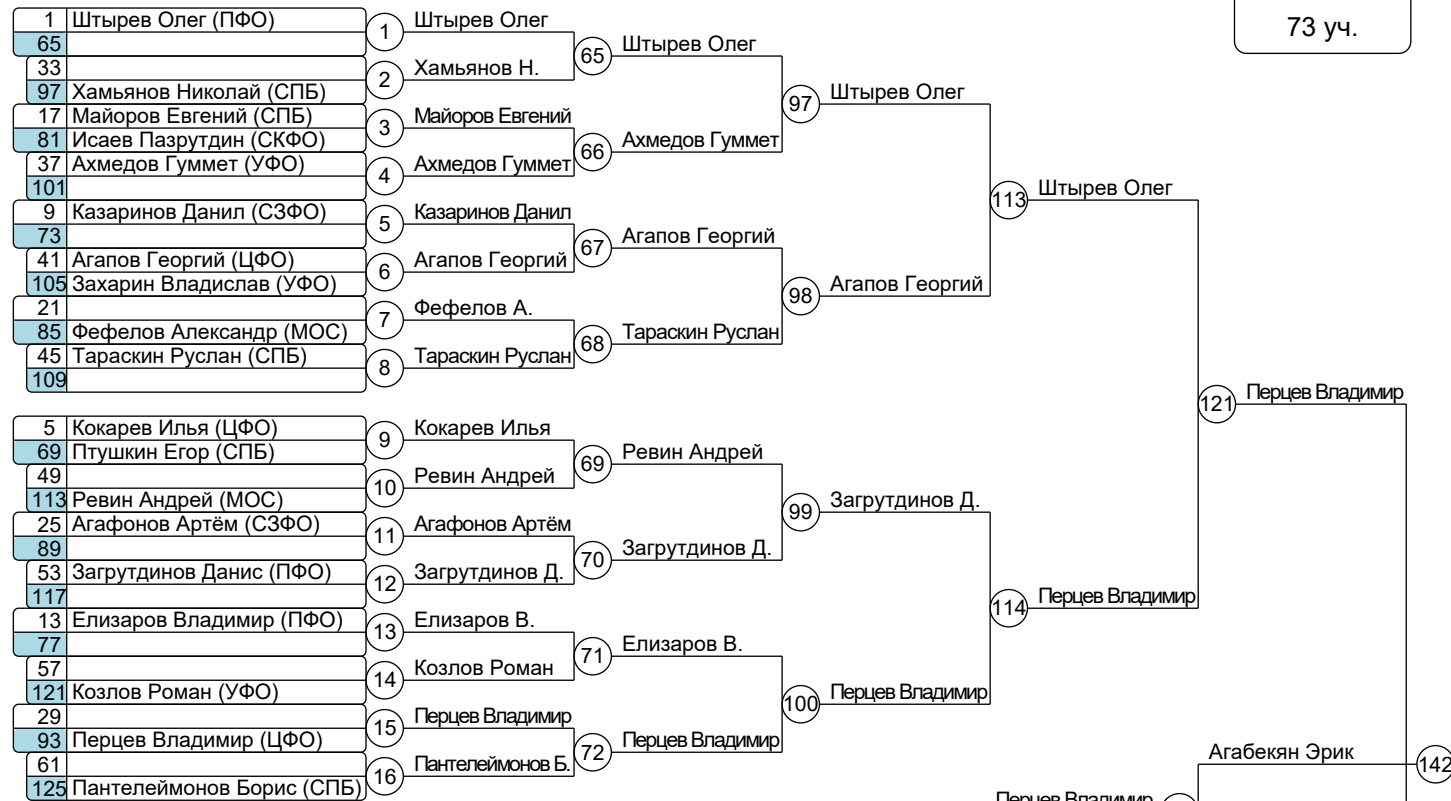 73 уч.
1 Штырев Олег (ПФО)
65
33
97 Хамьянов Николай (СПБ)
17 Майоров Евгений (СПБ)
81 Исаев Пазрутдин (СКФО)
37 Ахмедов Гуммет (УФО)
101
9 Казаринов Данил (СЗФО)
73
41 Агапов Георгий (ЦФО)
105 Захарин Владислав (УФО)
21
85 Фефелов Александр (МОС)
45 Тараскин Руслан (СПБ)
109
5 Кокарев Илья (ЦФО)
69 Птушкин Егор (СПБ)
49
113 Ревин Андрей (МОС)
25 Агафонов Артём (СЗФО)
89
53 Загрутдинов Данис (ПФО)
117
13 Елизаров Владимир (ПФО)
77
57
121 Козлов Роман (УФО)
29
93 Перцев Владимир (ЦФО)
61
125 Пантелеймонов Борис (СПБ)
1 Штырев Олег
2 Хамьянов Н.
3 Майоров Евгений
4 Ахмедов Гуммет
5 Казаринов Данил
6 Агапов Георгий
7 Фефелов А.
8 Тараскин Руслан
9 Кокарев Илья
10 Ревин Андрей
11 Агафонов Артём
12 Загрутдинов Д.
13 Елизаров В.
14 Козлов Роман
15 Перцев Владимир
16 Пантелеймонов Б.
65 Штырев Олег
66 Ахмедов Гуммет
67 Агапов Георгий
68 Тараскин Руслан
69 Ревин Андрей
70 Загрутдинов Д.
71 Елизаров В.
72 Перцев Владимир
97 Штырев Олег
98 Агапов Георгий
99 Загрутдинов Д.
100 Перцев Владимир
113 Штырев Олег
114 Перцев Владимир
121 Перцев Владимир
Агабекян Эрик
142
Перцев Владимир